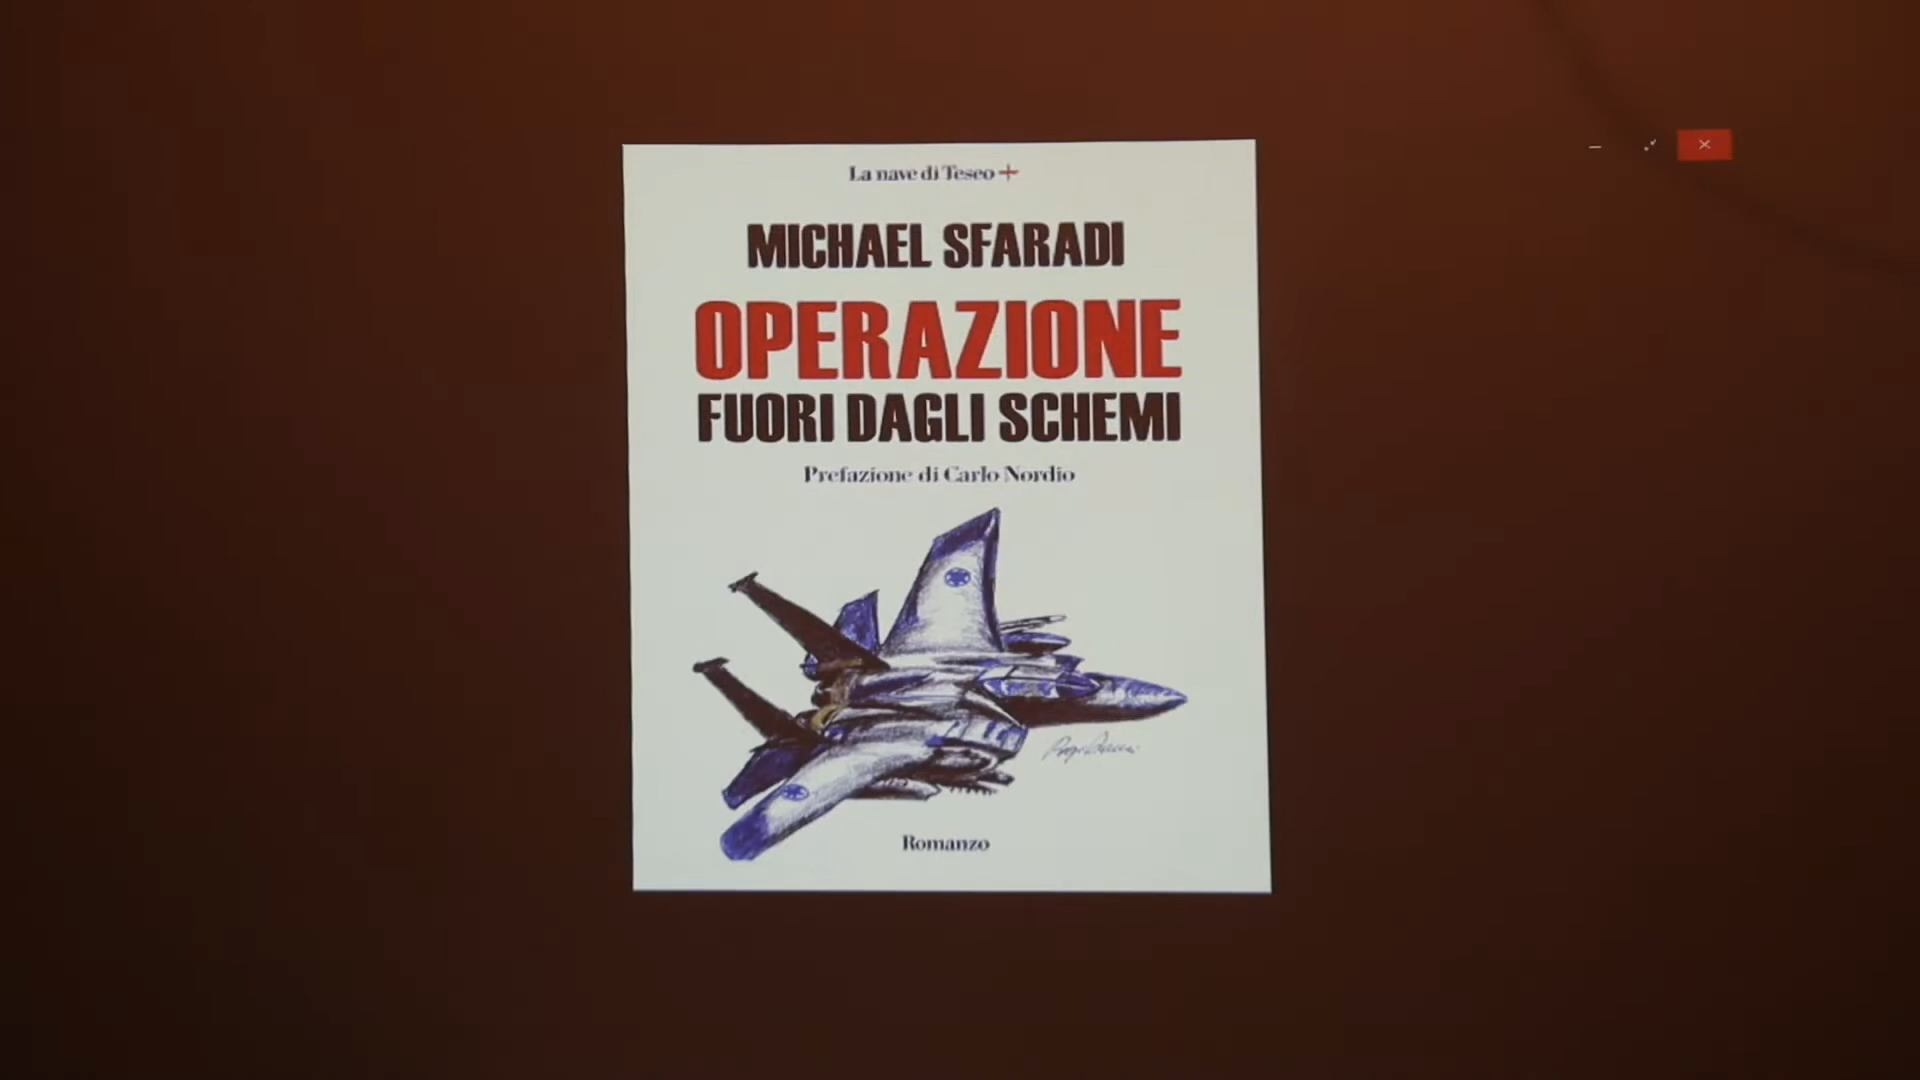 La nave di Teseo +
MICHAEL SFARADI
OPERAZIONE
FUORI DAGLI SCHEMI
Prefazione di Carlo Nordio
Romanzo